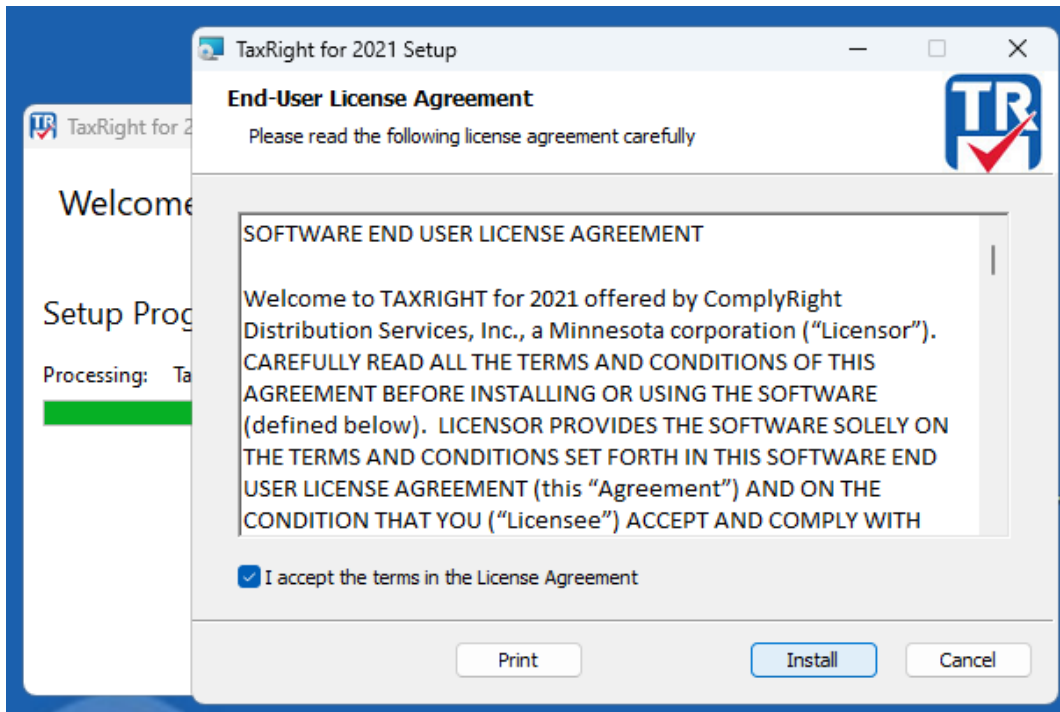 TaxRight for 2021 Setup
End-User License Agreement
Please read the following license agreement carefully
TR
TR TaxRight for 2
Welcome
Setup Prog
Processing: Ta
SOFTWARE END USER LICENSE AGREEMENT
Welcome to TAXRIGHT for 2021 offered by ComplyRight
Distribution Services, Inc., a Minnesota corporation (“Licensor”).
CAREFULLY READ ALL THE TERMS AND CONDITIONS OF THIS
AGREEMENT BEFORE INSTALLING OR USING THE SOFTWARE
(defined below).  LICENSOR PROVIDES THE SOFTWARE SOLELY ON
THE TERMS AND CONDITIONS SET FORTH IN THIS SOFTWARE END
USER LICENSE AGREEMENT (this “Agreement”) AND ON THE
CONDITION THAT YOU (“Licensee”) ACCEPT AND COMPLY WITH
I accept the terms in the License Agreement
Print
Install
Cancel